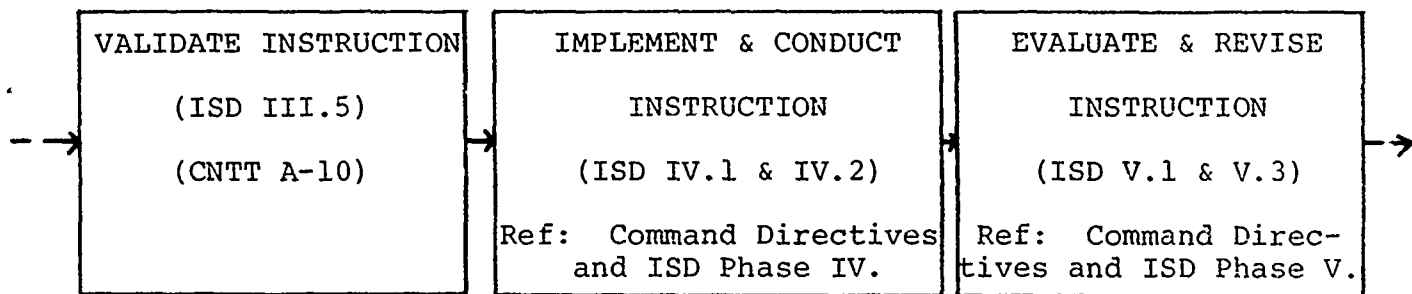 VALIDATE INSTRUCTION
(ISD III.5)
(CNTT A-10)
IMPLEMENT & CONDUCT
INSTRUCTION
(ISD IV.1 & IV.2)
Ref: Command Directives
and ISD Phase IV.
EVALUATE & REVISE
INSTRUCTION
(ISD V.1 & V.3)
Ref: Command Direc-
tives and ISD Phase V.